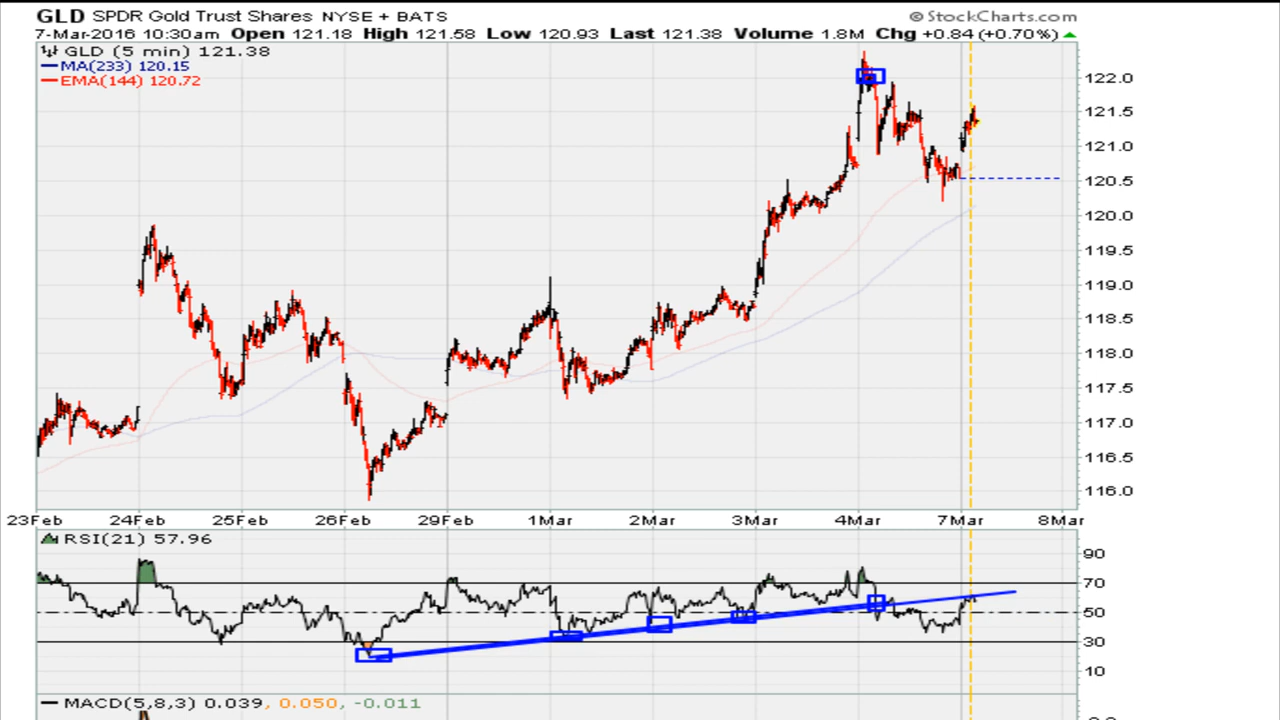 GLD SPDR Gold Trust Shares NYSE + BATS © StockCharts.com
7-Mar-2016 10:30am Open 121.18 High 121.58 Low 120.93 Last 121.38 Volume 1.8M Chg +0.84 (+0.70%)
GLD (5 min) 121.38
MA(233) 120.15
EMA(144) 120.72
122.0
121.5
121.0
120.5
120.0
119.5
119.0
118.5
118.0
117.5
117.0
116.5
116.0
23Feb 24Feb 25Feb 26Feb 29Feb 1Mar 2Mar 3Mar 4Mar 7Mar 8Mar
RSI(21) 57.96
90
70
50
30
10
MACD(5,8,3) 0.039, 0.050, -0.011